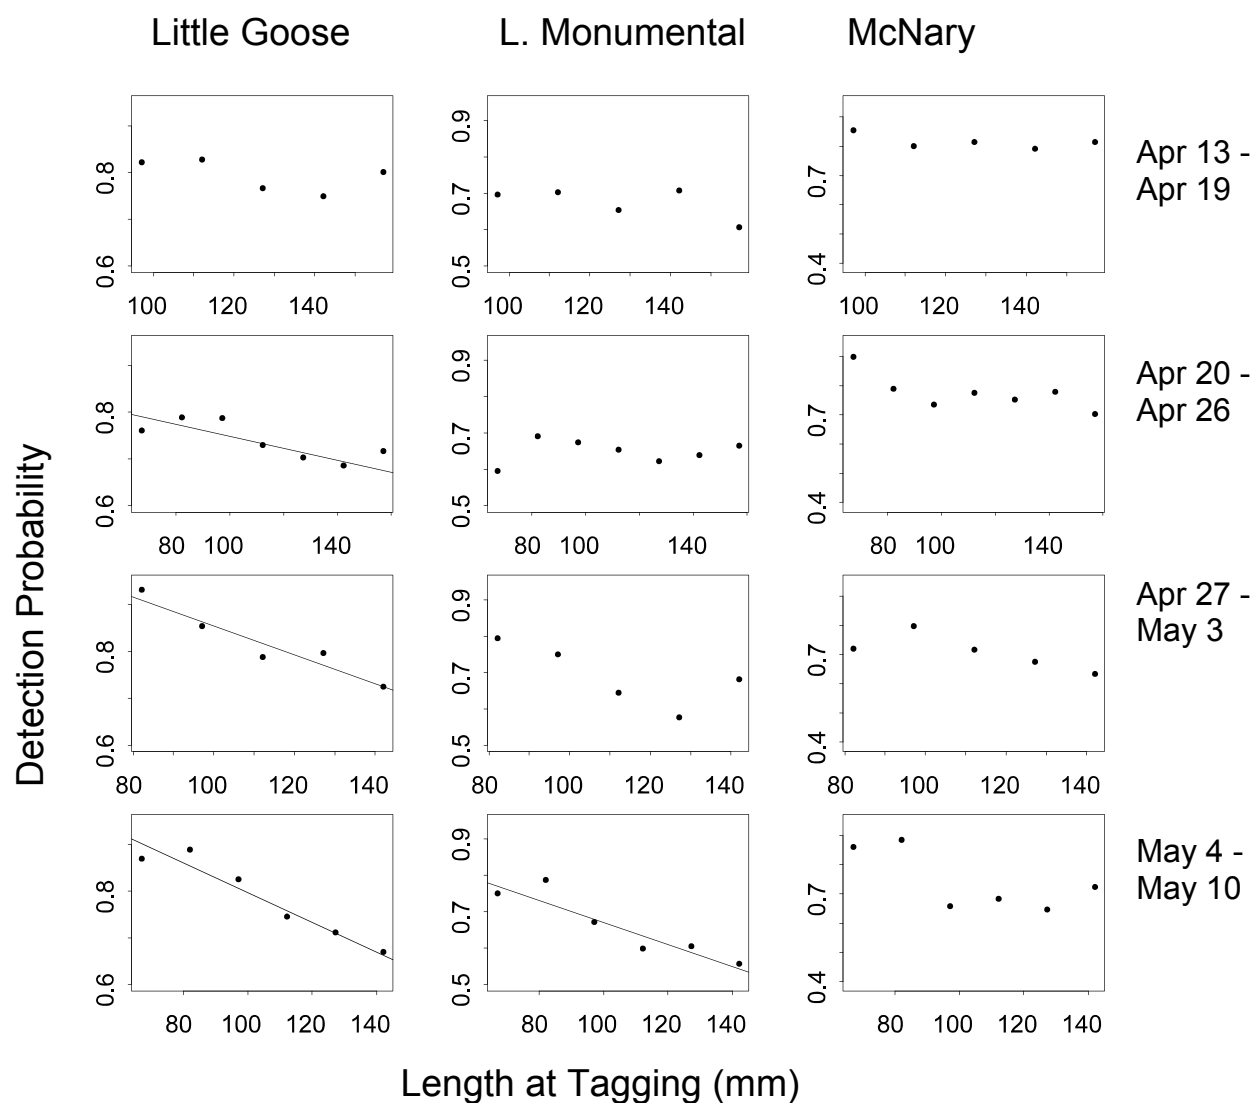 Little Goose L. Monumental McNary
0.6 0.8
100 120 140
0.5 0.7 0.9
100 120 140
0.4 0.7
100 120 140
Apr 13 -
Apr 19
0.6 0.8
80 100 140
0.5 0.7 0.9
80 100 140
0.4 0.7
80 100 140
Apr 20 -
Apr 26
0.6 0.8
80 100 120 140
0.5 0.7 0.9
80 100 120 140
0.4 0.7
80 100 120 140
Apr 27 -
May 3
0.6 0.8
80 100 120 140
0.5 0.7 0.9
80 100 120 140
0.4 0.7
80 100 120 140
May 4 -
May 10
Detection Probability
Length at Tagging (mm)